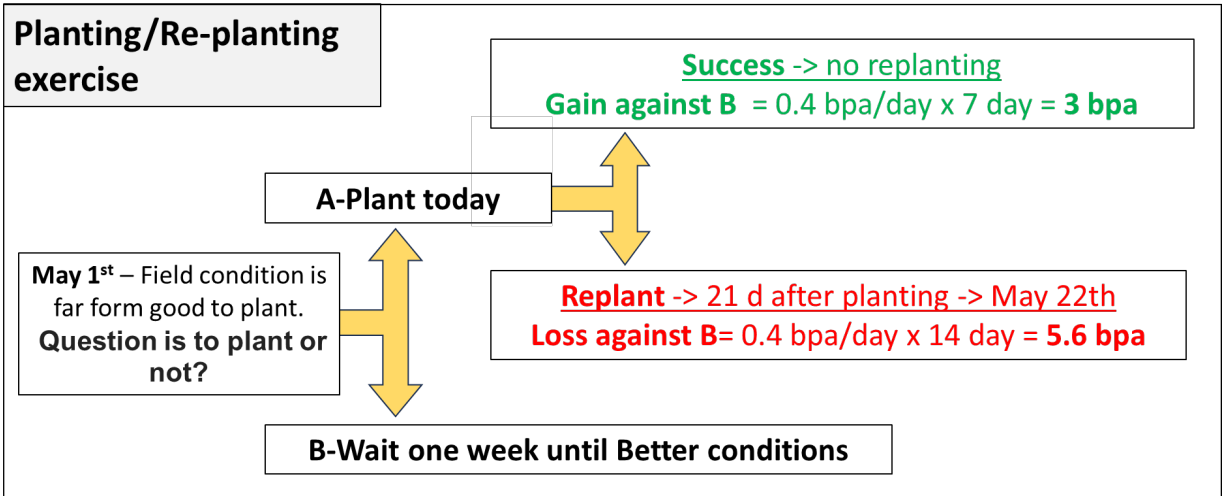 Planting/Re-planting
exercise
Success -> no replanting
Gain against B = 0.4 bpa/day x 7 day = 3 bpa
A-Plant today
May 1st – Field condition is
far form good to plant.
Question is to plant or
not?
Replant -> 21 d after planting -> May 22th
Loss against B= 0.4 bpa/day x 14 day = 5.6 bpa
B-Wait one week until Better conditions